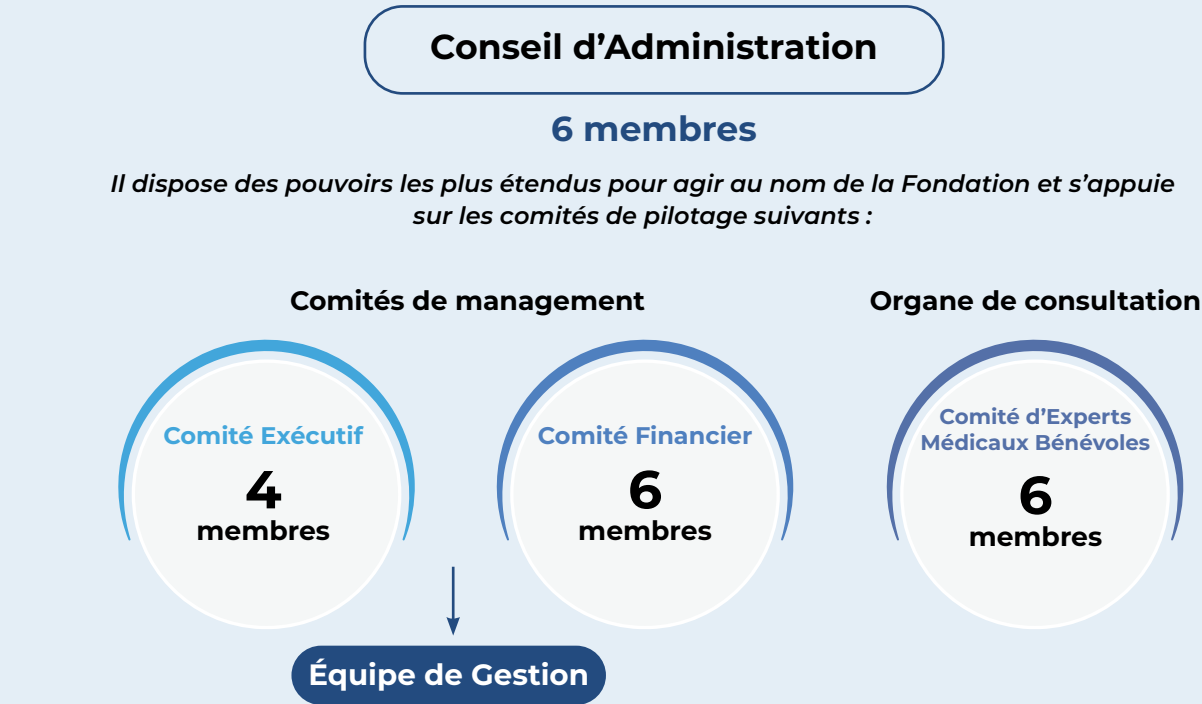 Conseil d’Administration
6 membres
Il dispose des pouvoirs les plus étendus pour agir au nom de la Fondation et s’appuie
sur les comités de pilotage suivants :
Comités de management
Organe de consultation
Comité Exécutif
4
membres
Comité Financier
6
membres
Comité d’Experts
Médicaux Bénévoles
6
membres
Équipe de Gestion